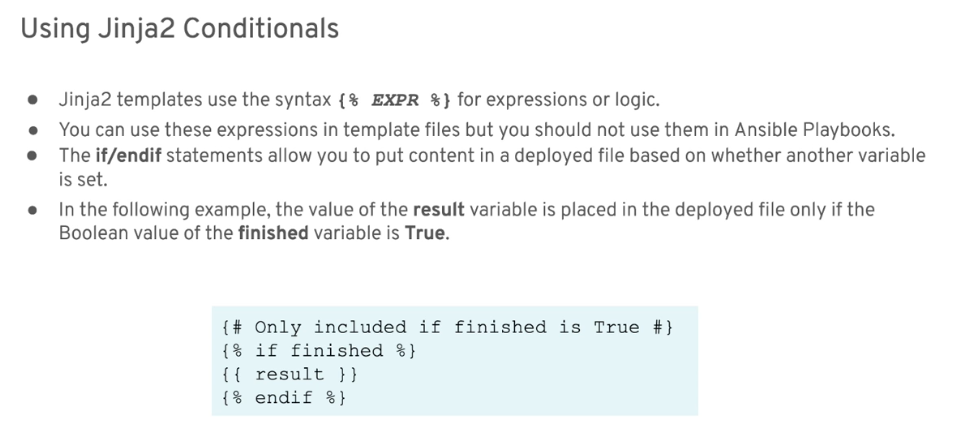 Using Jinja2 Conditionals
● Jinja2 templates use the syntax {% EXPR %} for expressions or logic.
● You can use these expressions in template files but you should not use them in Ansible Playbooks.
● The if/endif statements allow you to put content in a deployed file based on whether another variable
is set.
● In the following example, the value of the result variable is placed in the deployed file only if the
Boolean value of the finished variable is True.
{# Only included if finished is True #}
{% if finished %}
{{ result }}
{% endif %}